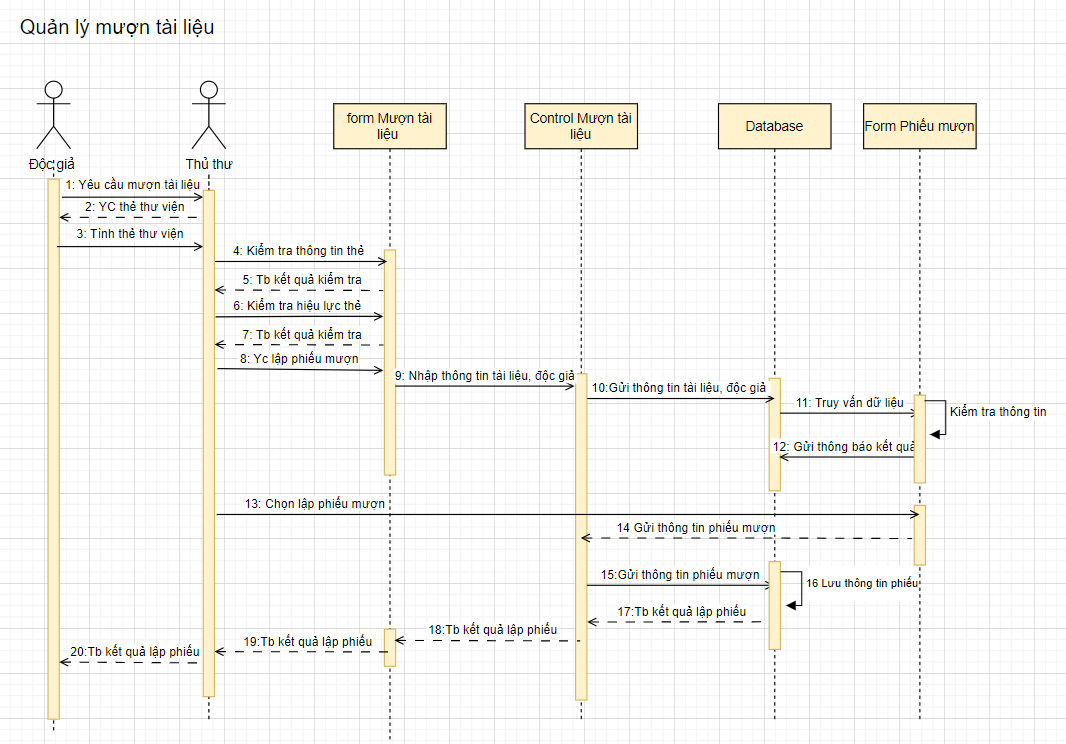 Quản lý mượn tài liệu
form Mượn tài
liệu
Control Mượn tài
liệu
Database
Form Phiếu mượn
Độc giả
Thủ thư
1: Yêu cầu mượn tài liệu
2: YC thẻ thư viện
3: Tình thẻ thư viện
4: Kiểm tra thông tin thẻ
5: Tb kết quả kiểm tra
6: Kiểm tra hiệu lực thẻ
7: Tb kết quả kiểm tra
8: Yc lập phiếu mượn
9: Nhập thông tin tài liệu, độc giả
10:Gửi thông tin tài liệu, độc giả
11: Truy vấn dữ liệu
Kiểm tra thông tin
12: Gửi thông báo kết quả
13: Chọn lập phiếu mượn
14 Gửi thông tin phiếu mượn
15:Gửi thông tin phiếu mượn
16 Lưu thông tin phiếu
17:Tb kết quả lập phiếu
18:Tb kết quả lập phiếu
19:Tb kết quả lập phiếu
20:Tb kết quả lập phiếu